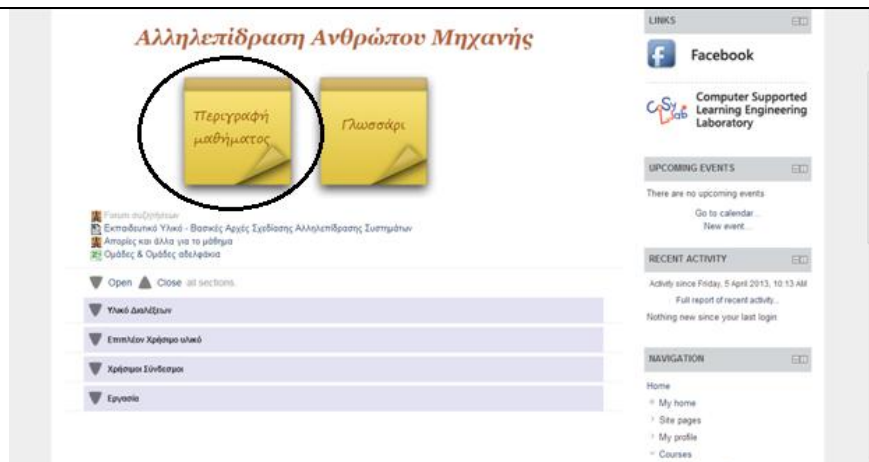 Αλληλεπίδραση Ανθρώπου Μηχανής
Περιγραφή
μαθήματος
Γλωσσάρι
Forum συζητήσεων
Εκπαιδευτικό Υλικό - Βασικές Αρχές Σχεδίασης Αλληλεπίδρασης Συστημάτων
Απορίες και άλλα για το μάθημα
Ομάδες & Ομάδες αδελφάκια
Open Close all sections
Υλικό Διαλέξεων
Επιπλέον Χρήσιμο υλικό
Χρήσιμοι Σύνδεσμοι
Εργασία
LINKS
Facebook
CoSyLab
Computer Supported
Learning Engineering
Laboratory
UPCOMING EVENTS
There are no upcoming events
Go to calendar...
New event...
RECENT ACTIVITY
Activity since Friday, 5 April 2013, 10:13 AM
Full report of recent activity...
Nothing new since your last login
NAVIGATION
Home
My home
Site pages
My profile
Courses